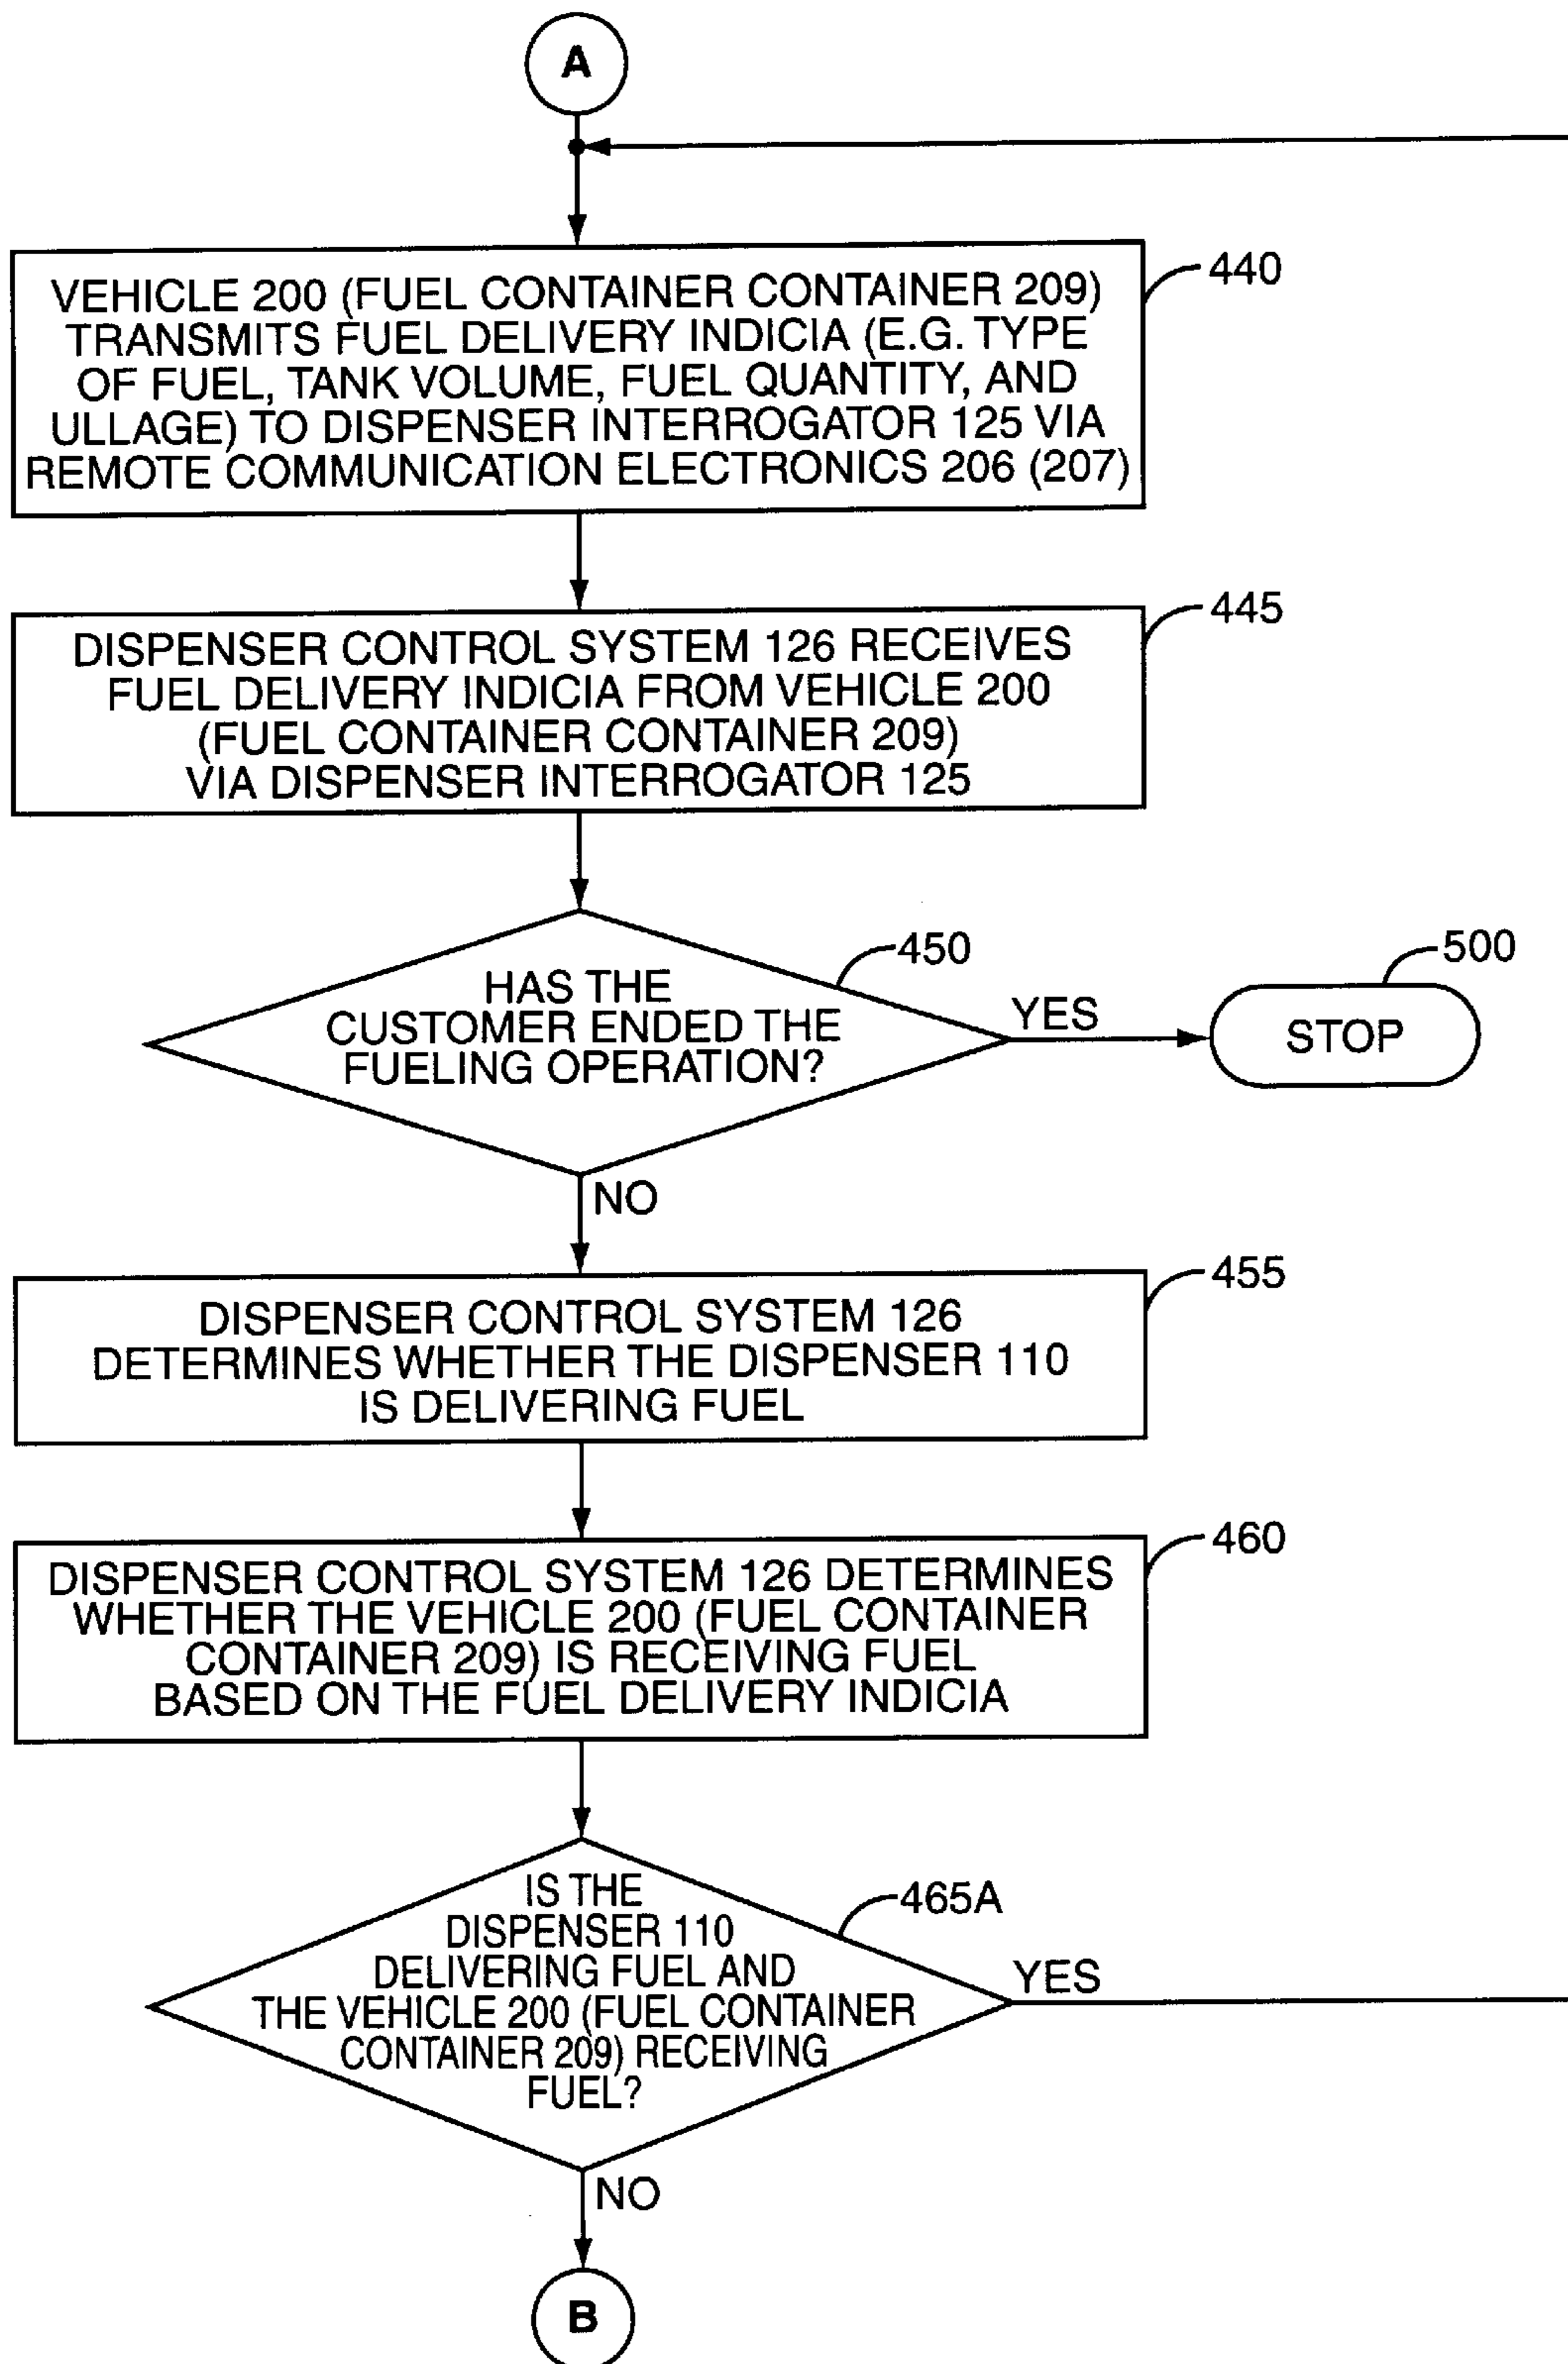 A
VEHICLE 200 (FUEL CONTAINER CONTAINER 209)
TRANSMITS FUEL DELIVERY INDICIA (E.G. TYPE
OF FUEL, TANK VOLUME, FUEL QUANTITY, AND
ULLAGE) TO DISPENSER INTERROGATOR 125 VIA
REMOTE COMMUNICATION ELECTRONICS 206 (207)
440
DISPENSER CONTROL SYSTEM 126 RECEIVES
FUEL DELIVERY INDICIA FROM VEHICLE 200
(FUEL CONTAINER CONTAINER 209)
VIA DISPENSER INTERROGATOR 125
445
HAS THE
CUSTOMER ENDED THE
FUELING OPERATION?
450
YES
STOP
500
NO
DISPENSER CONTROL SYSTEM 126
DETERMINES WHETHER THE DISPENSER 110
IS DELIVERING FUEL
455
DISPENSER CONTROL SYSTEM 126 DETERMINES
WHETHER THE VEHICLE 200 (FUEL CONTAINER
CONTAINER 209) IS RECEIVING FUEL
BASED ON THE FUEL DELIVERY INDICIA
460
IS THE
DISPENSER 110
DELIVERING FUEL AND
THE VEHICLE 200 (FUEL CONTAINER
CONTAINER 209) RECEIVING
FUEL?
465A
YES
NO
B